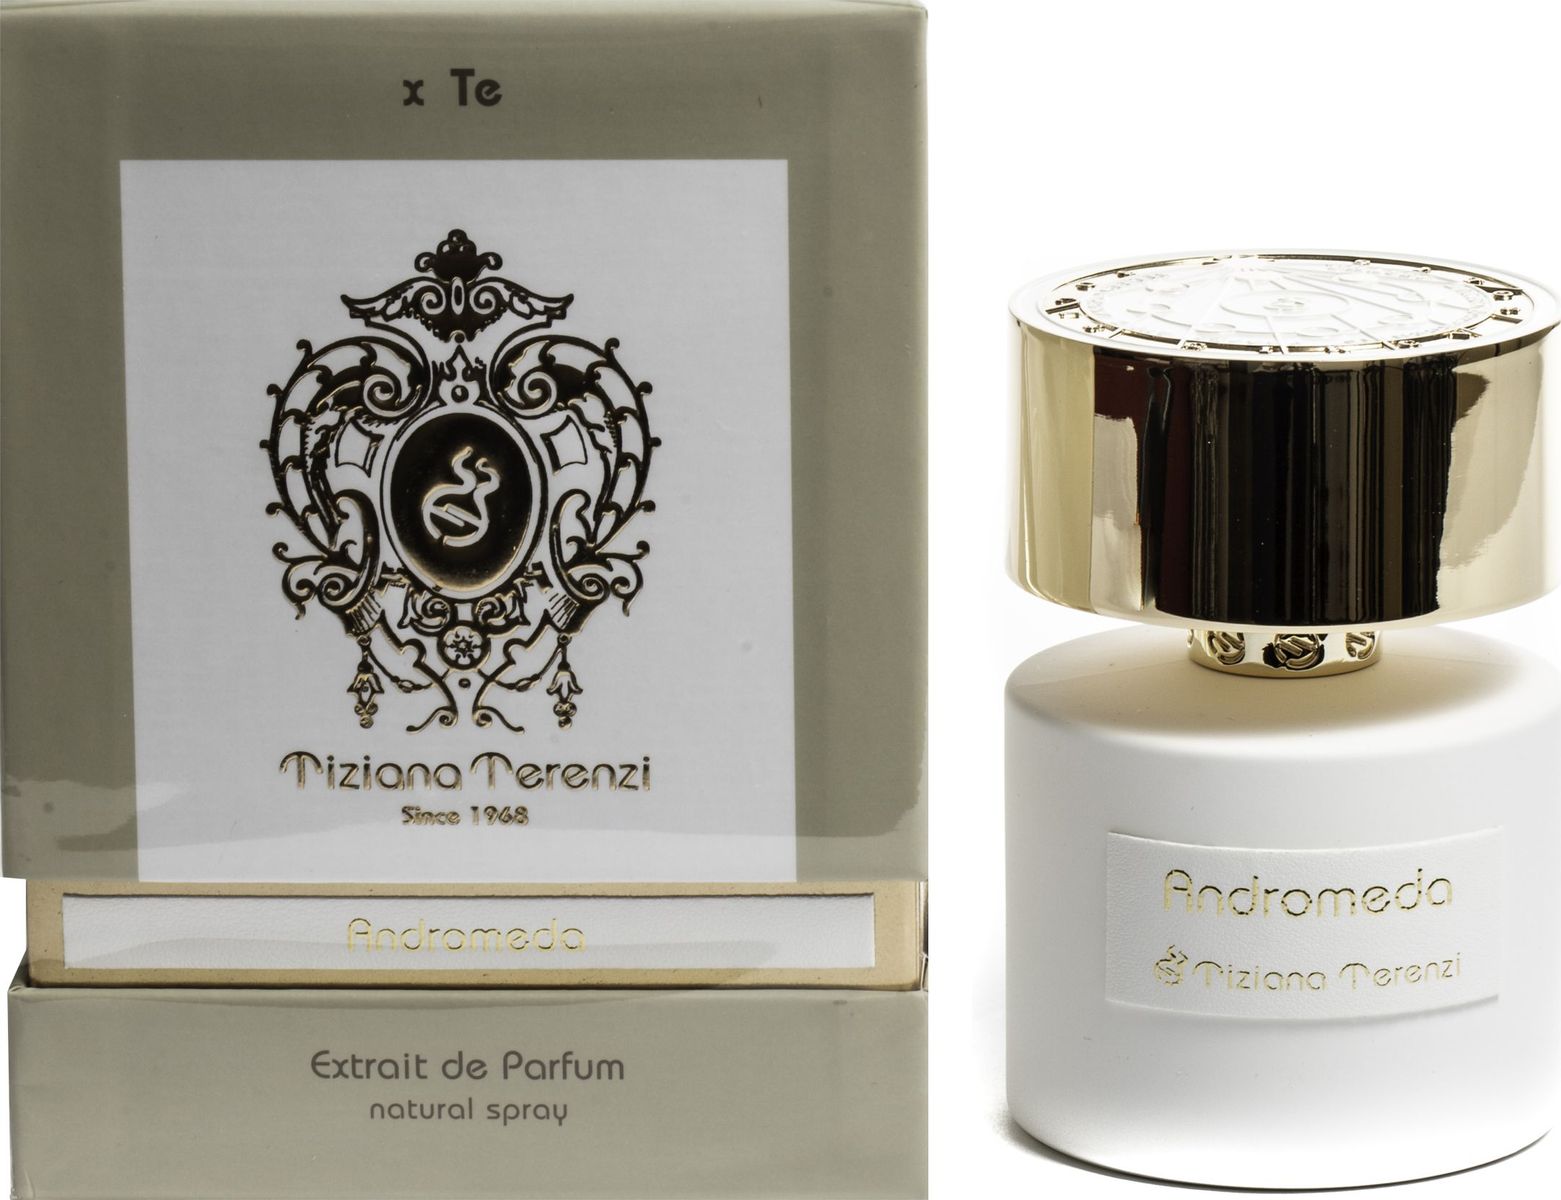 x Te
Tiziana Terenzi
Since 1968
Andromeda
Extrait de Parfum
natural spray
Andromeda
Tiziana Terenzi